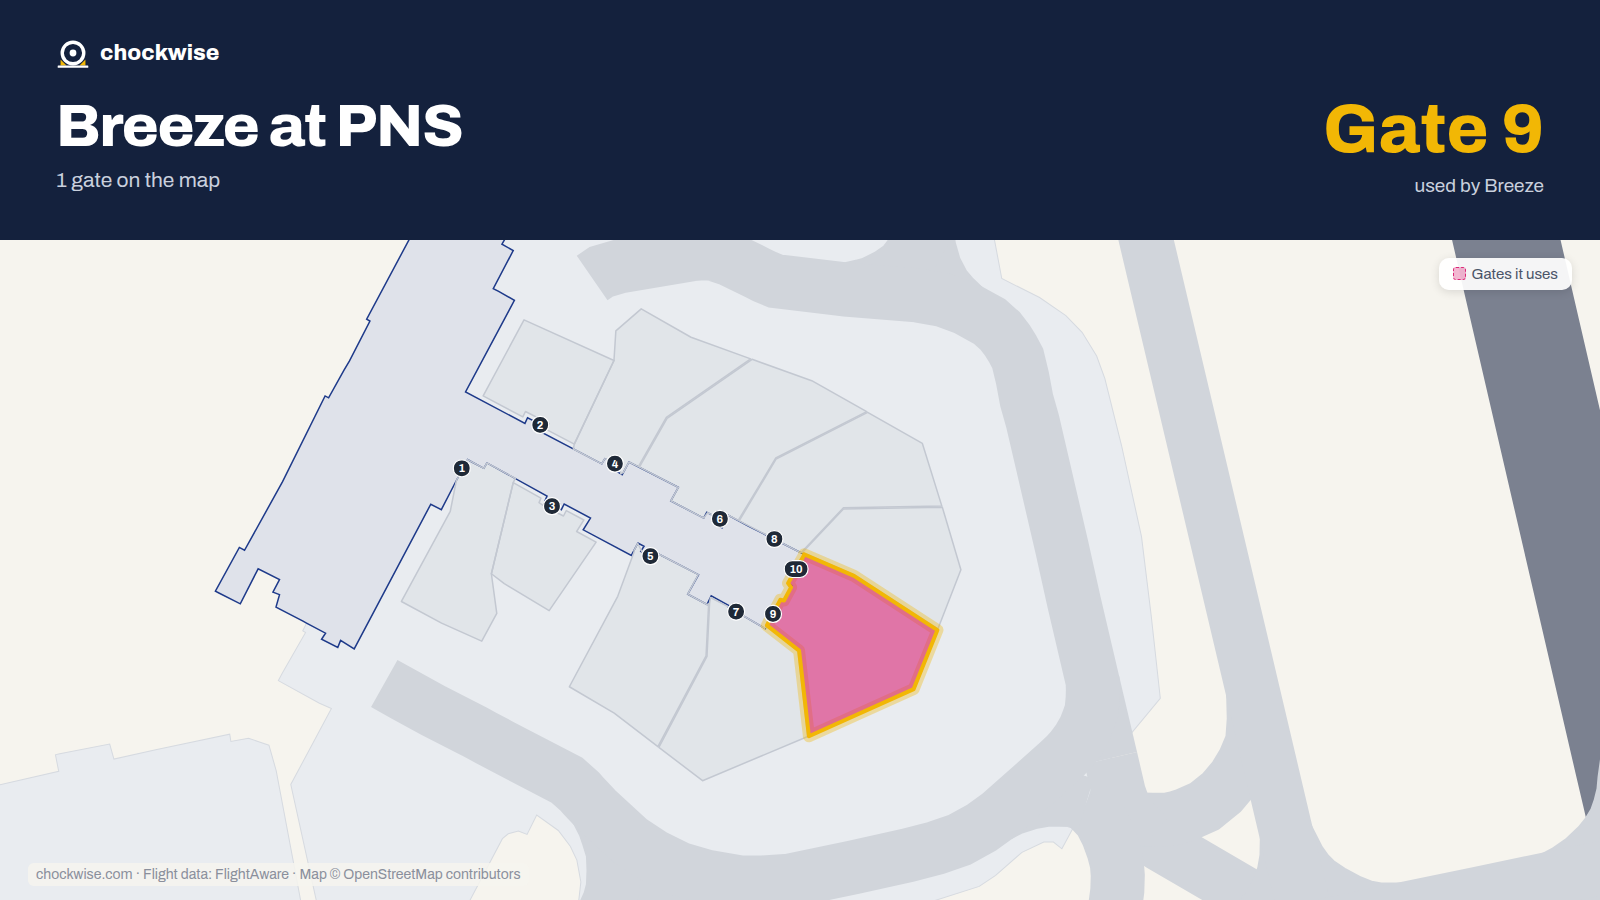 chockwise
Breeze at PNS
1 gate on the map
Gate 9
used by Breeze
Gates it uses
2
4
1
3
6
8
5
10
7
9
chockwise.com · Flight data: FlightAware · Map © OpenStreetMap contributors